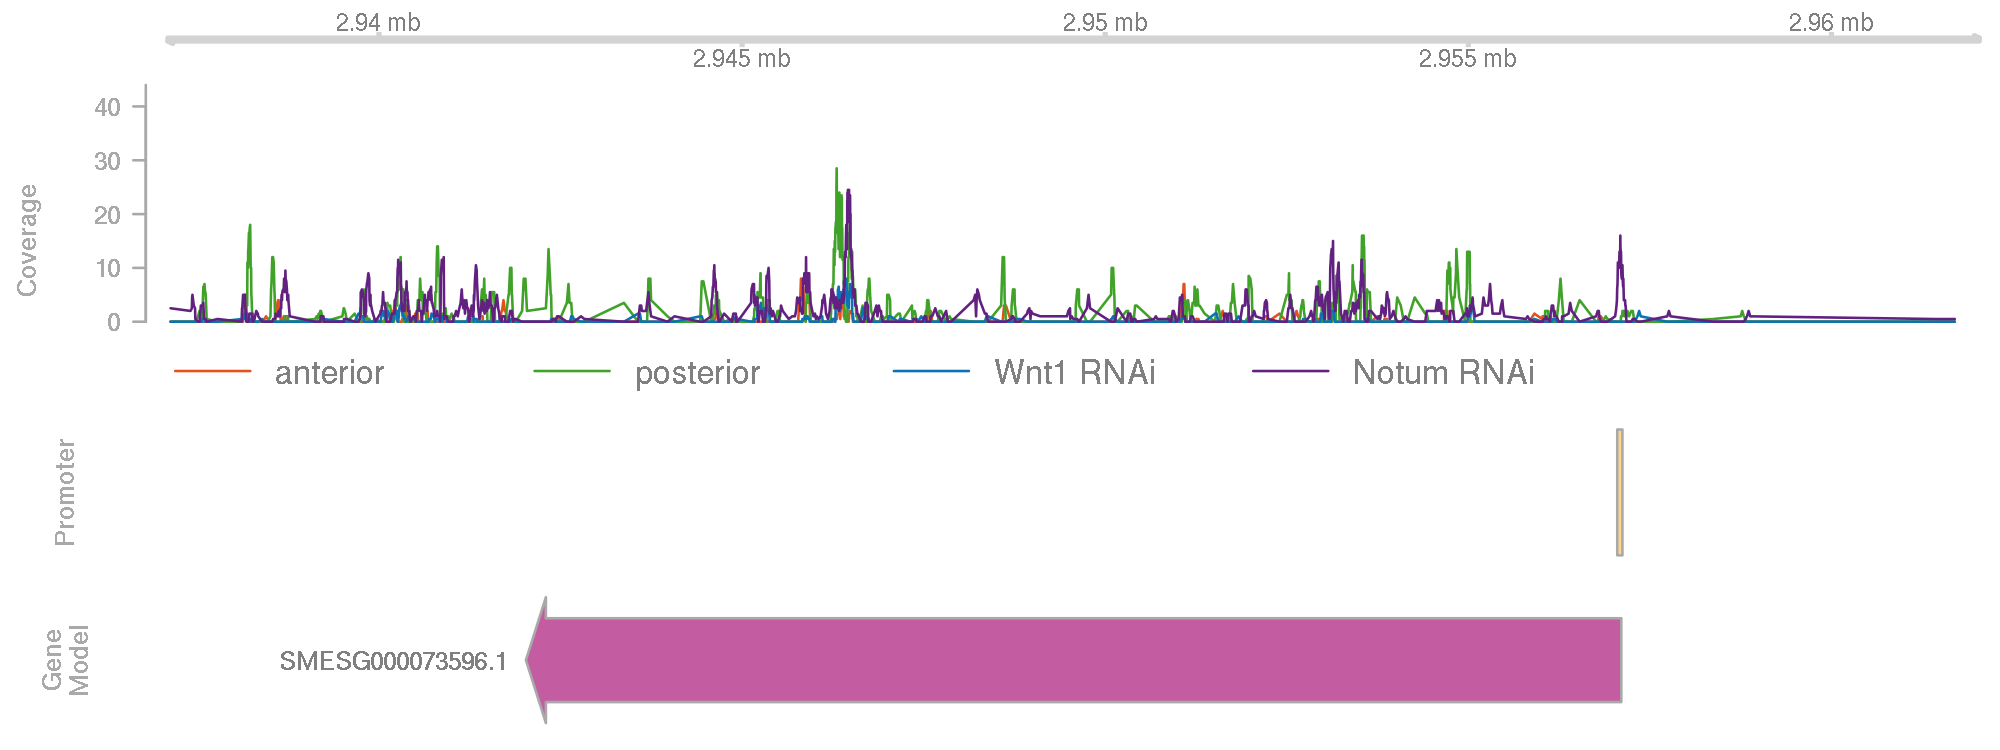 2.94 mb 2.95 mb 2.96 mb
2.945 mb 2.955 mb
Coverage
40
30
20
10
0
anterior posterior Wnt1 RNAi Notum RNAi
Promoter
Gene
Model
SMESG000073596.1